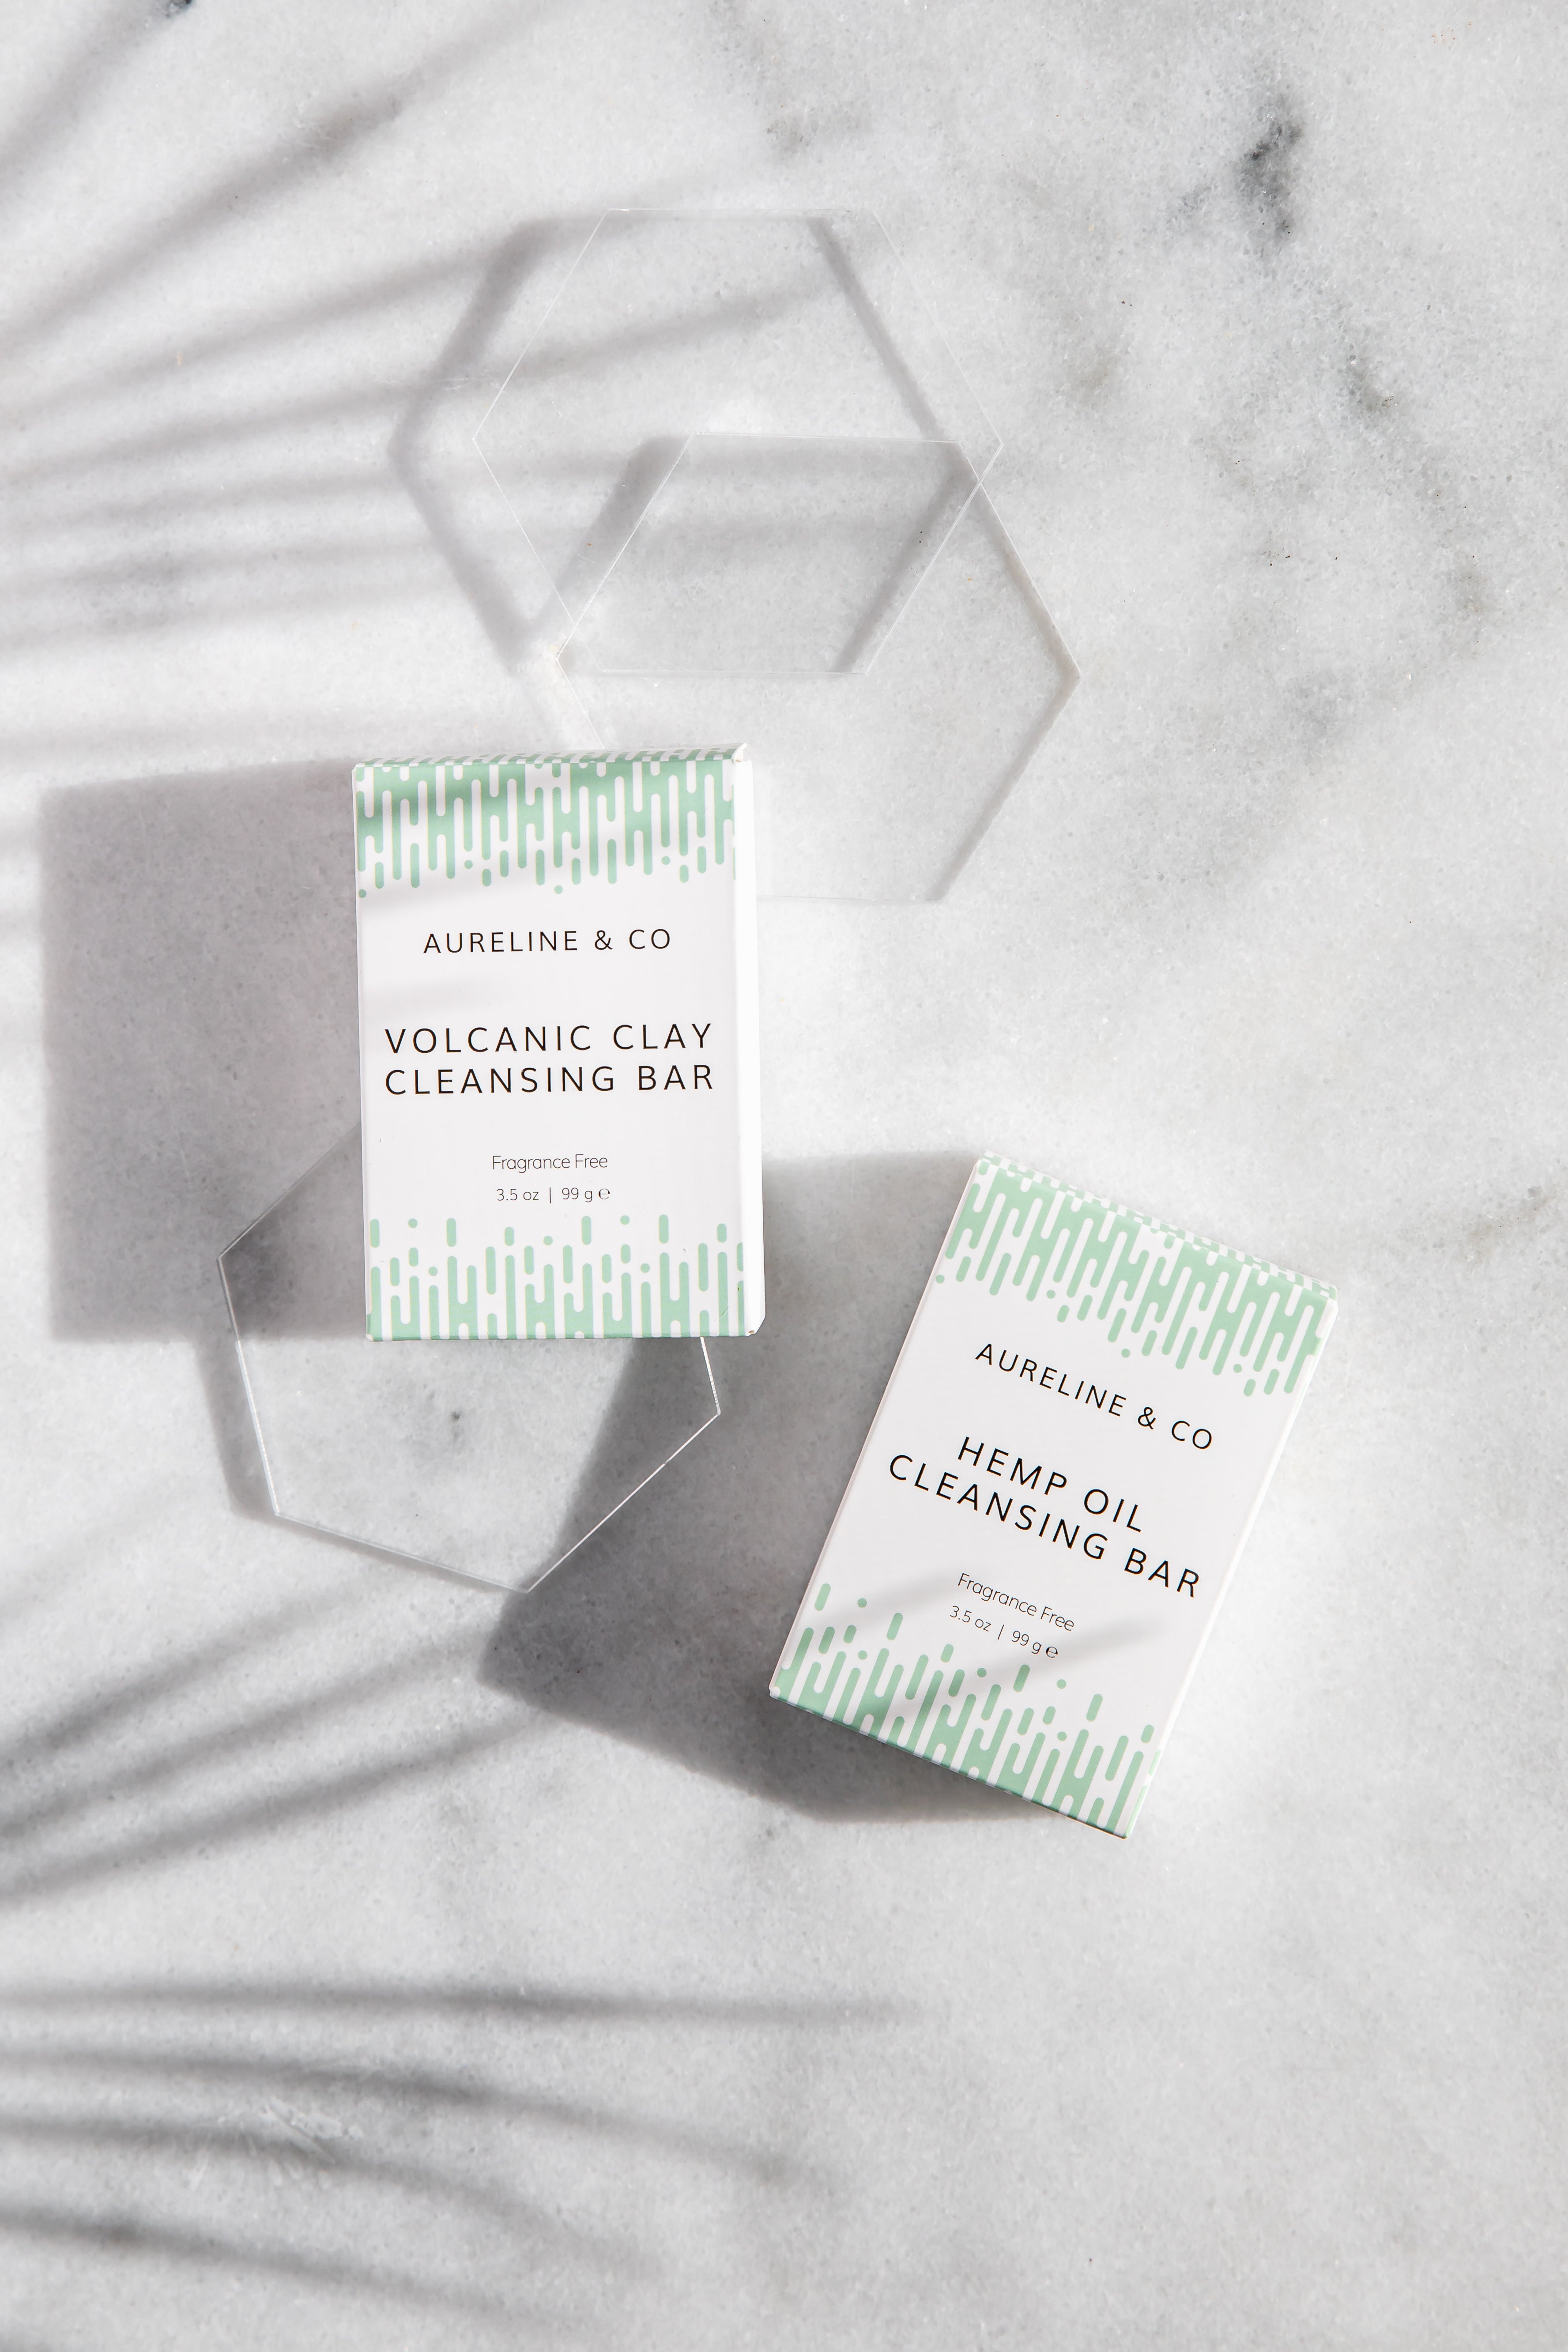 AURELINE & CO
VOLCANIC CLAY
CLEANSING BAR
Fragrance Free
3.5 oz | 99 g ℮
AURELINE & CO
HEMP OIL
CLEANSING BAR
Fragrance Free
3.5 oz | 99 g ℮